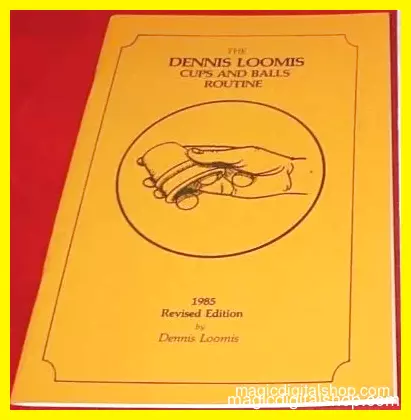 THE
DENNIS LOOMIS
CUPS AND BALLS
ROUTINE
1985
Revised Edition
by
Dennis Loomis
magicdigitalshop.com
magicdigitalshop.com